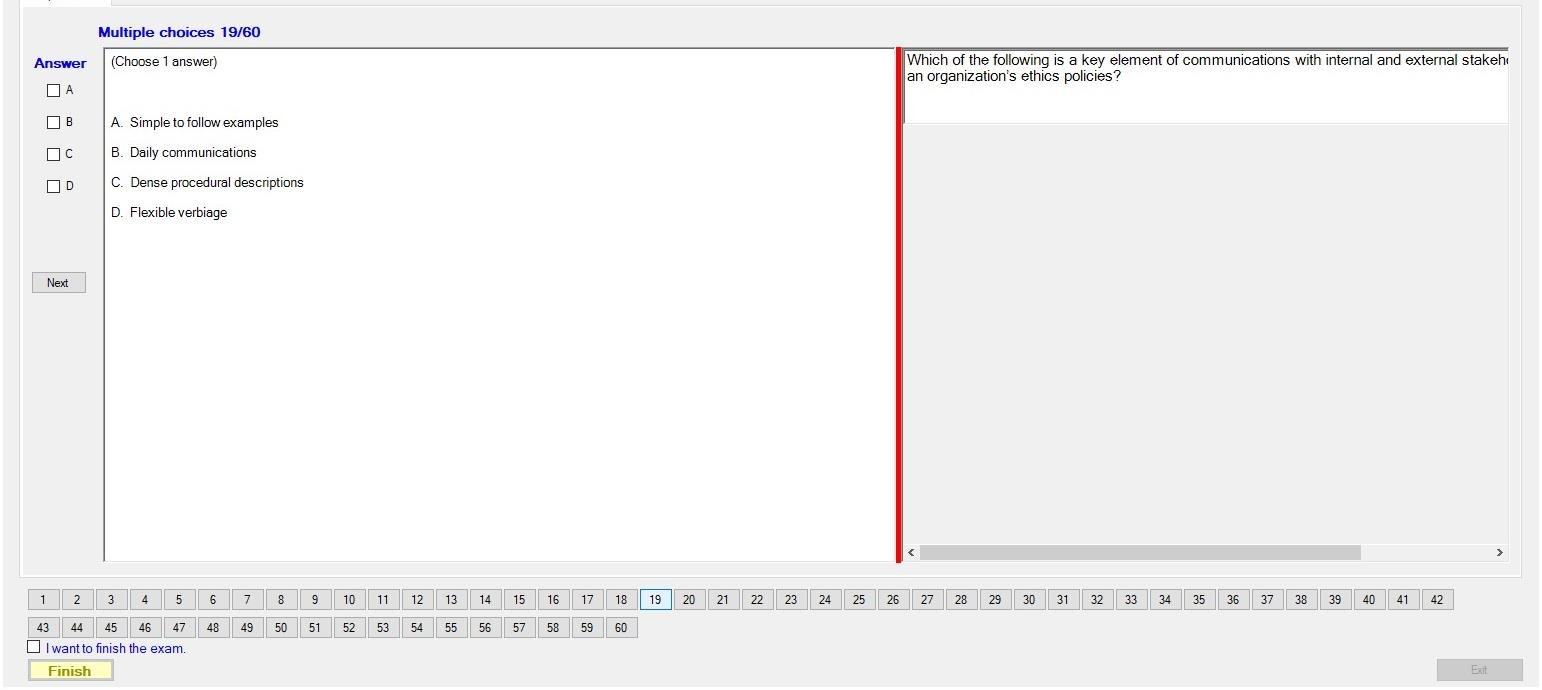 Multiple choices 19/60
Answer
A
B
C
D
Next
(Choose 1 answer)
A. Simple to follow examples
B. Daily communications
C. Dense procedural descriptions
D. Flexible verbiage
Which of the following is a key element of communications with internal and external
an organization's ethics policies?
1 2 3 4 5 6 7 8 9 10 11 12 13 14 15 16 17 18 19 20 21 22 23 24 25 26 27 28 29 30 31 32 33 34 35 36 37 38 39 40 41 42
43 44 45 46 47 48 49 50 51 52 53 54 55 56 57 58 59 60
I want to finish the exam.
Finish
Exit